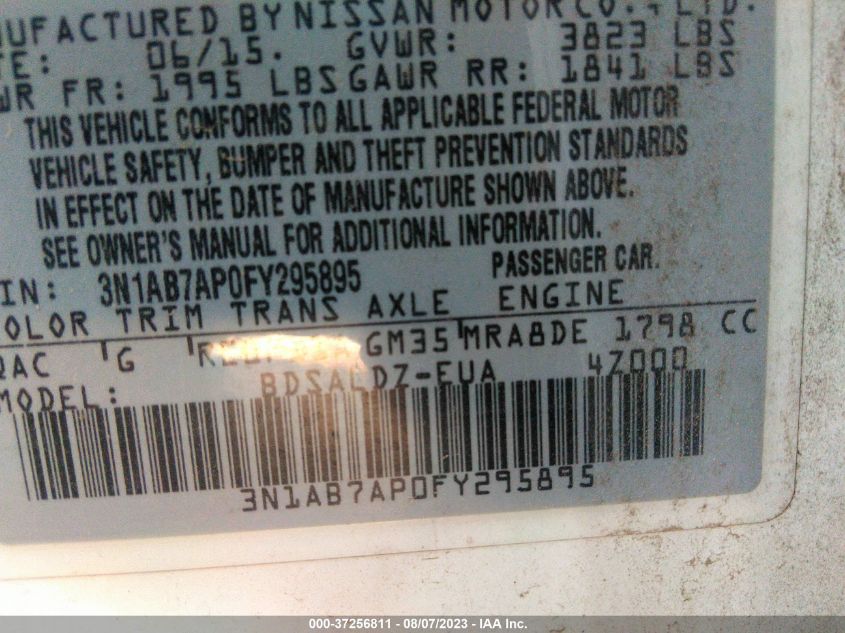 NUFACTURED BY NISSAN MOTOR CO., LTD.
TE: 06/15. GVWR: 3823 LBS
WR FR: 1995 LBS GAWR RR: 1841 LBS
THIS VEHICLE CONFORMS TO ALL APPLICABLE FEDERAL MOTOR
VEHICLE SAFETY, BUMPER AND THEFT PREVENTION STANDARDS
IN EFFECT ON THE DATE OF MANUFACTURE SHOWN ABOVE.
SEE OWNER'S MANUAL FOR ADDITIONAL INFORMATION.
IN: 3N1AB7AP0FY295895 PASSENGER CAR.
OLOR TRIM TRANS AXLE ENGINE
QAC G GM35 MRA8DE 1798 CC
MODEL: BDSALDZ-EUA 4Z000
3N1AB7AP0FY295895
000-37256811 - 08/07/2023 - IAA Inc.